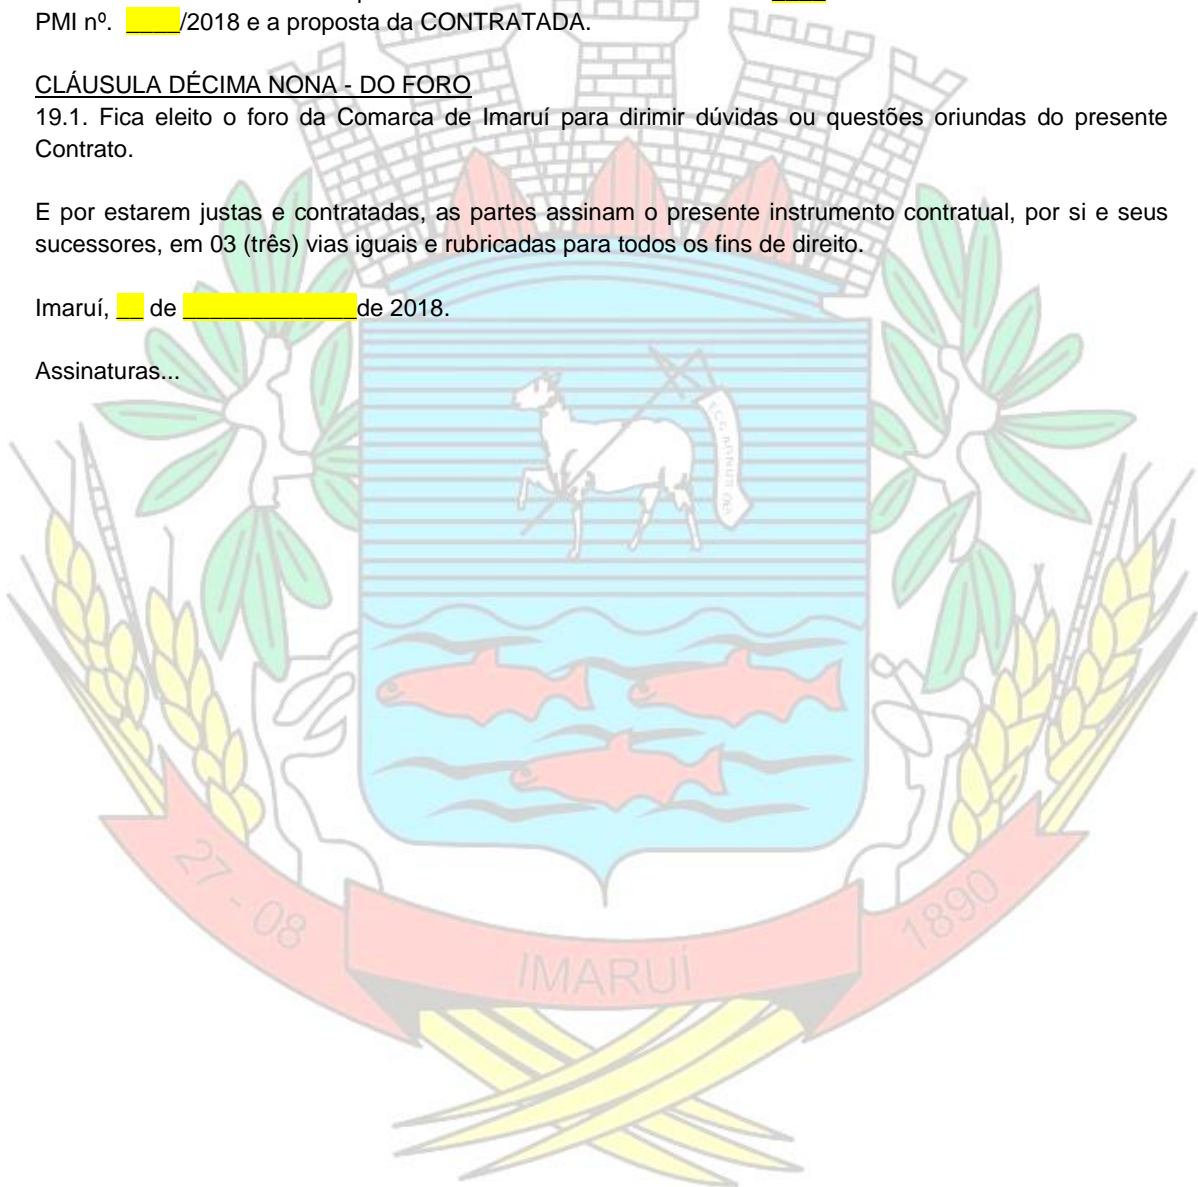 PMI nº. ____/2018 e a proposta da CONTRATADA.
CLÁUSULA DÉCIMA NONA - DO FORO
19.1. Fica eleito o foro da Comarca de Imaruí para dirimir dúvidas ou questões oriundas do presente
Contrato.
E por estarem justas e contratadas, as partes assinam o presente instrumento contratual, por si e seus
sucessores, em 03 (três) vias iguais e rubricadas para todos os fins de direito.
Imaruí, __ de _____________de 2018.
Assinaturas...
27 - 08
IMARUÍ
1890